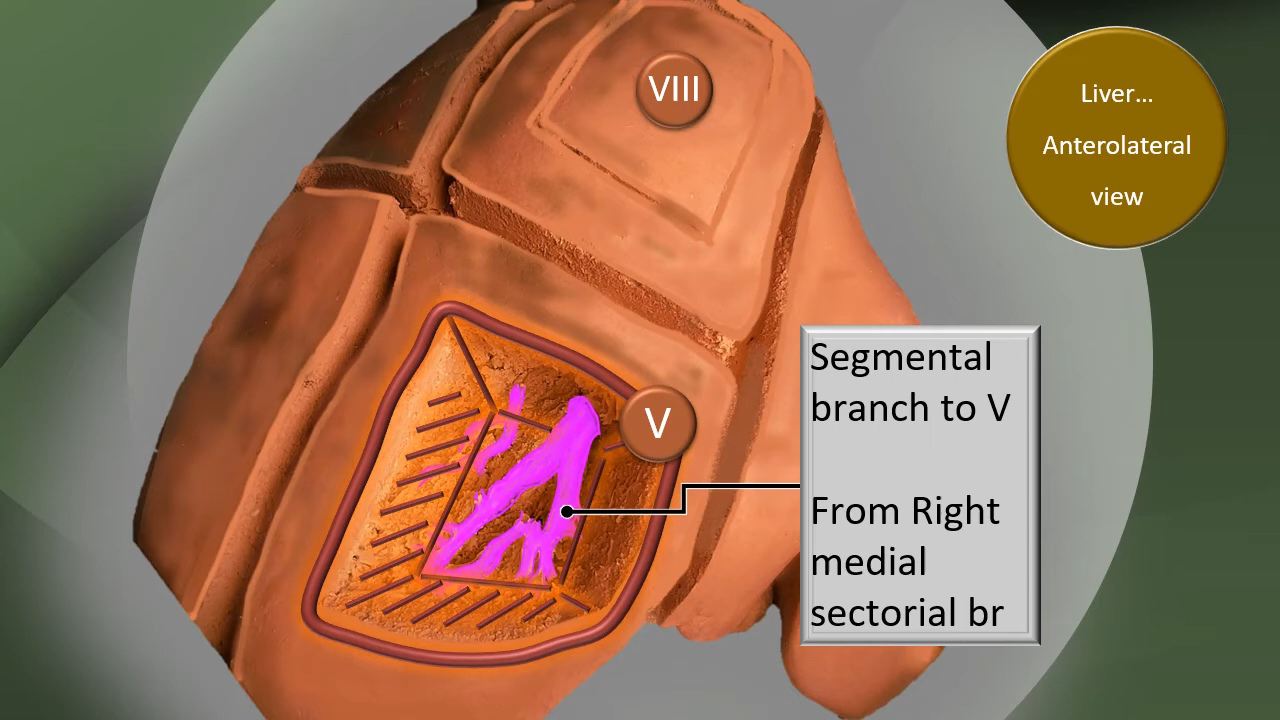 VIII
Liver...
Anterolateral
view
V
Segmental
branch to V
From Right
medial
sectorial br